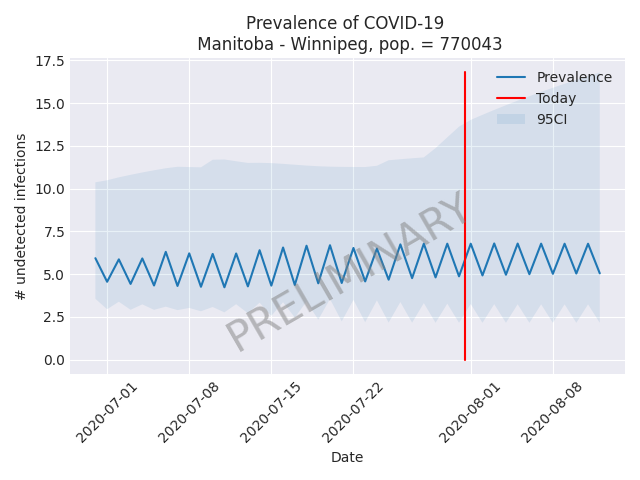 Prevalence of COVID-19
Manitoba - Winnipeg, pop. = 770043
17.5
15.0
12.5
10.0
7.5
5.0
2.5
0.0
# undetected infections
Prevalence
Today
95CI
PRELIMINARY
2020-07-01
2020-07-08
2020-07-15
2020-07-22
2020-08-01
2020-08-08
Date